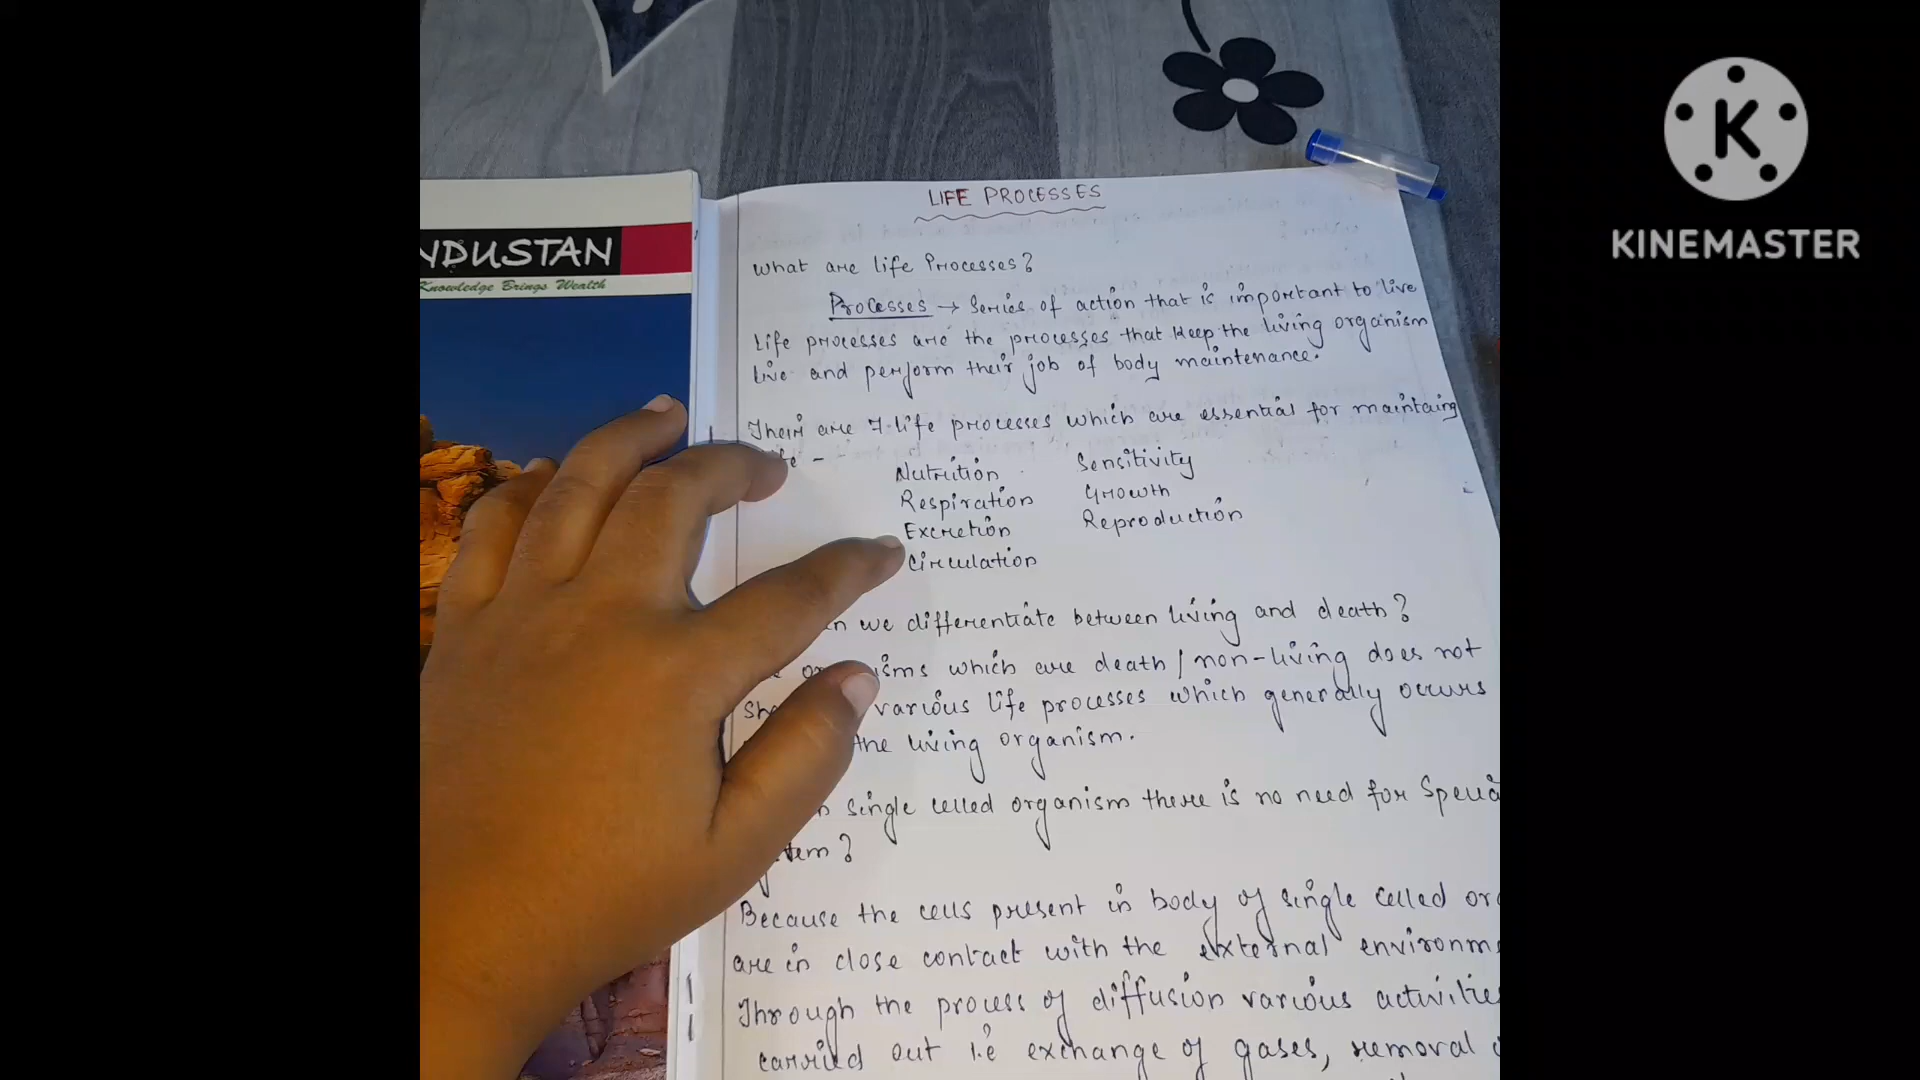 LIFE PROCESSES
NDUSTAN
Knowledge Brings Wealth
What are life Processes?
Processes → Series of action that is important to live
Life processes are the processes that keep the living organism
live and perform their job of body maintenance.
Their are 7 life processes which are essential for maintaing
Nutrition
Respiration
Excretion
Circulation
Sensitivity
Growth
Reproduction
we differentiate between living and death?
which are death / non-living does not
various life processes which generally occurs
the living organism.
single celled organism there is no need for
Because the cells present in body of single celled
are in close contact with the external
Through the process of diffusion various
carried out i.e exchange of gases, removal
K
KINEMASTER